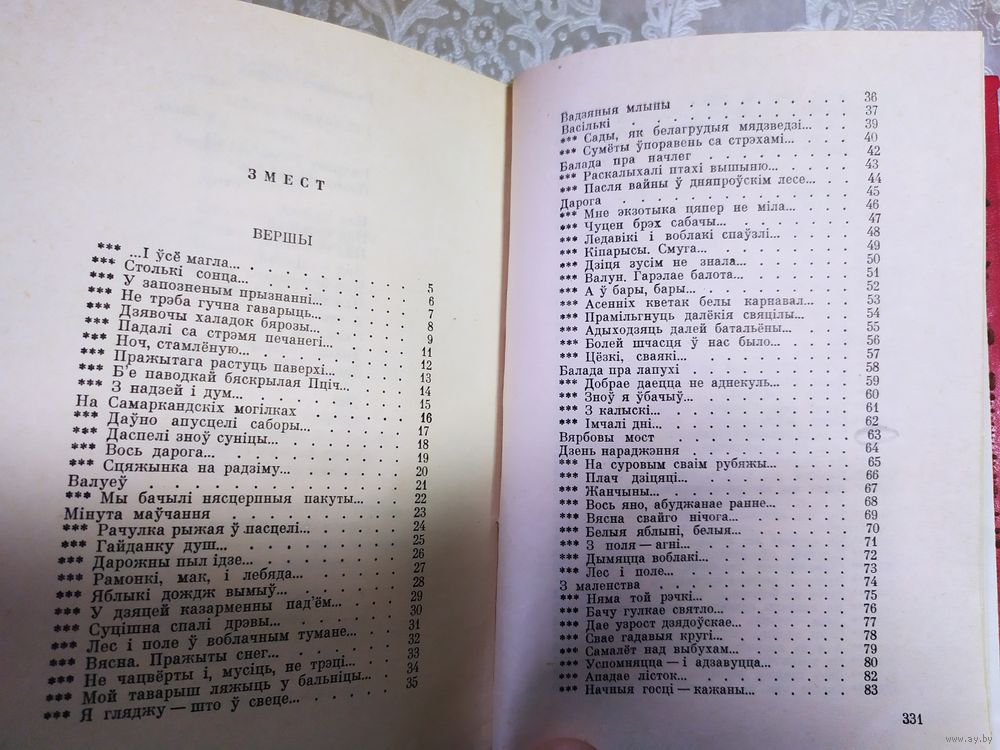 ЗМЕСТ
ВЕРШЫ
*** ...І ўсё магла... 5
*** Столькі сонца... 6
*** У запозненым прызнанні... 7
*** Не трэба гучна гаварыць... 8
*** Дзявочы халадок бярозы... 9
*** Падалі са стрэмя печанегі... 11
*** Ноч, стамлёную... 12
*** Пражытага растуць паверхі... 13
*** Б'е паводкай бяскрылая Пціч... 14
*** З надзей і дум... 15
На Самаркандскіх могілках 16
*** Даўно апусцелі саборы... 17
*** Даспелі зноў суніцы... 18
*** Вось дарога... 19
*** Сцяжынка на радзіму... 20
Валуеў 21
*** Мы бачылі нясцерпныя пакуты... 22
Мінута маўчання 23
*** Рачулка рыжая ў пасцелі... 24
*** Гайданку душ... 25
*** Дарожны пыл ідзе... 26
*** Рамонкі, мак, і лебяда... 27
*** Яблыкі дождж вымыў... 28
*** У дзяцей казарменны пад'ём... 29
*** Суцішна спалі дрэвы... 30
*** Лес і поле ў воблачным тумане... 31
*** Вясна. Пражыты снег... 32
*** Не чацвёрты і, мусіць, не трэці... 33
*** Мой таварыш ляжыць у бальніцы... 34
*** Я гляджу — што ў свеце... 35
Вадзяныя млыны 36
Васількі 37
*** Сады, як белагрудыя мядзведзі... 39
*** Сумёты ўпоравень са стрэхамі... 40
Балада пра начлег 42
*** Раскалыхалі птахі вышыню... 43
*** Пасля вайны ў дняпроўскім лесе... 44
Дарога 45
*** Мне экзотыка цяпер не міла... 46
*** Чуцен брэх сабачы... 47
*** Ледавікі і воблакі спаўзлі... 48
*** Кіпарысы. Смуга... 49
*** Дзіця зусім не знала... 50
*** Валун. Гарэлае балота... 51
*** А ў бары, бары... 52
*** Асенніх кветак белы карнавал... 53
*** Прамільгнуць далёкія свяцілы... 54
*** Адыходзяць далей батальёны... 55
*** Болей шчасця ў нас было... 56
*** Цёзкі, сваякі... 57
Балада пра лапухі 58
*** Добрае даецца не аднекуль... 59
*** Зноў я ўбачыў... 60
*** З калыскі... 61
*** Імчалі дні... 62
Вярбовы мост 63
Дзень нараджэння 64
*** На суровым сваім рубяжы... 65
*** Плач дзіцяці... 66
*** Жанчыны... 67
*** Вось яно, абуджанае ранне... 68
*** Вясна свайго нічога... 69
*** Белыя яблыні, белыя... 70
*** З поля — агні... 71
*** Дымяцца воблакі... 72
*** Лес і поле... 73
З маленства 74
*** Няма той рэчкі... 75
*** Бачу гулкае святло... 76
*** Дае узрост дзядоўскае... 77
*** Свае гадавыя кругі... 78
*** Самалёт над выбухам... 79
*** Успомняцца — і адзавуцца... 80
*** Ападае лісток... 82
*** Начныя госці — кажаны... 83
331
www.ay.by